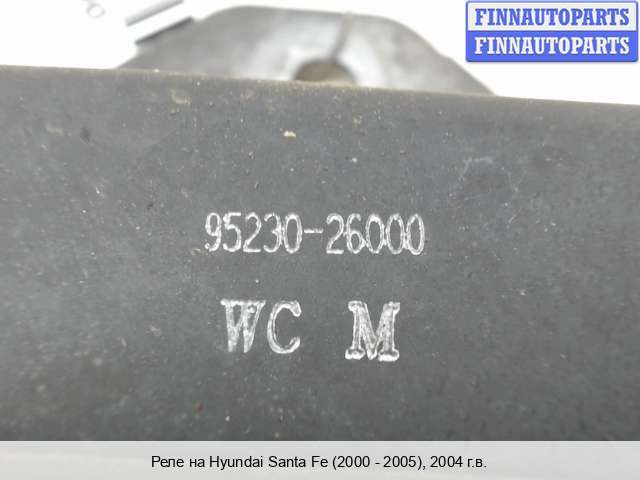 FINNAUTOPARTS
FINNAUTOPARTS
95230-26000
WC M
Реле на Hyundai Santa Fe (2000 - 2005), 2004 г.в.